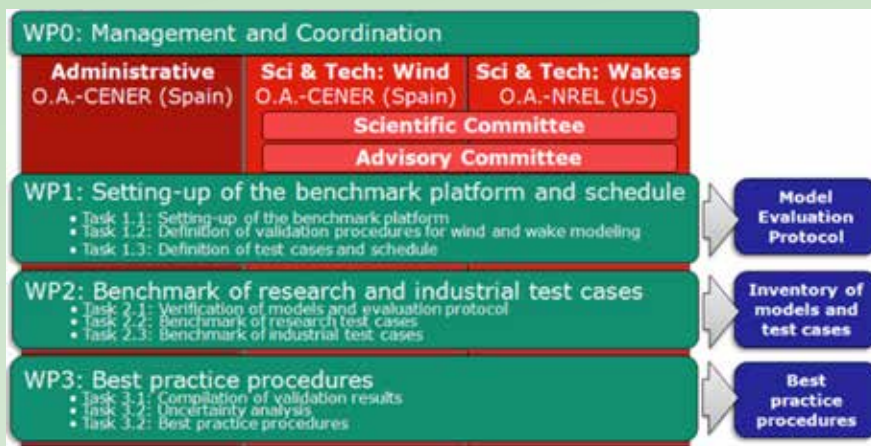 WP0: Management and Coordination
Administrative
O.A.-CENER (Spain)
Sci & Tech: Wind
O.A.-CENER (Spain)
Sci & Tech: Wakes
O.A.-NREL (US)
Scientific Committee
Advisory Committee
WP1: Setting-up of the benchmark platform and schedule
• Task 1.1: Setting-up of the benchmark platform
• Task 1.2: Definition of validation procedures for wind and wake modeling
• Task 1.3: Definition of test cases and schedule
Model
Evaluation
Protocol
WP2: Benchmark of research and industrial test cases
• Task 2.1: Verification of models and evaluation protocol
• Task 2.2: Benchmark of research test cases
• Task 2.3: Benchmark of industrial test cases
Inventory of
models and
test cases
WP3: Best practice procedures
• Task 3.1: Compilation of validation results
• Task 3.2: Uncertainty analysis
• Task 3.2: Best practice procedures
Best
practice
procedures